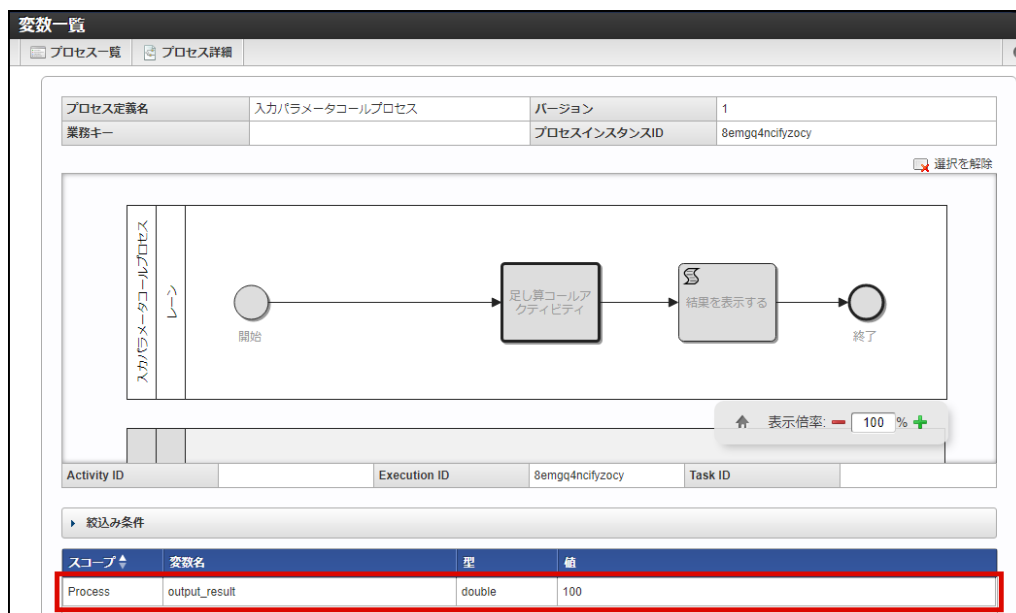 変数一覧
プロセス一覧 プロセス詳細
プロセス定義名 入力パラメータコールプロセス バージョン 1
業務キー プロセスインスタンスID 8emgq4ncifyzocy
選択を解除
入力パラメータコールプロセス
レーン
開始
足し算コールア
クティビティ
結果を表示する
終了
表示倍率: 100 %
Activity ID Execution ID 8emgq4ncifyzocy Task ID
絞込み条件
スコープ 変数名 型 値
Process output_result double 100